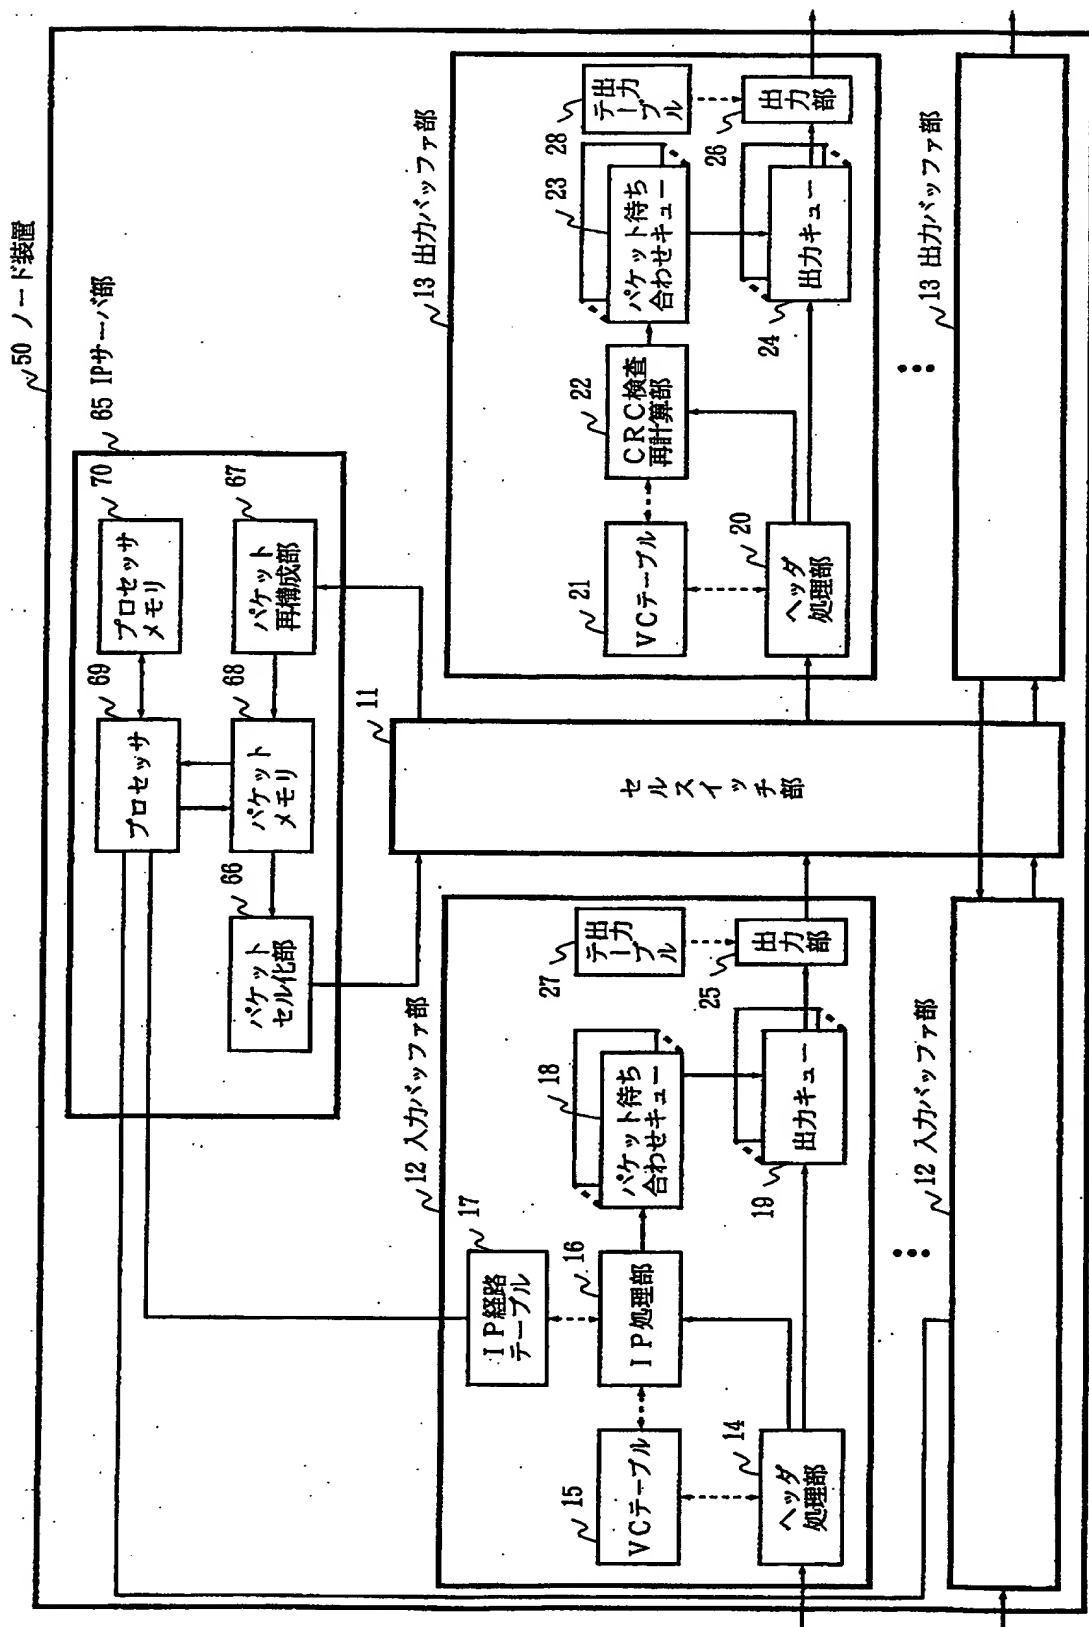 50 ノード装置
65 IPサーバ部
70
プロセッサ
メモリ
67
パケット
再構成部
69
プロセッサ
68
パケット
メモリ
66
パケット
セル化部
11
セルスイッチ部
12 入力バッファ部
17
IP経路
テーブル
16
IP処理部
15
VCテーブル
14
ヘッダ
処理部
18
パケット待ち
合わせキュー
19
出力キュー
27
出力
テーブル
25
出力部
12 入力バッファ部
13 出力バッファ部
21
VCテーブル
20
ヘッダ
処理部
22
CRC検査
再計算部
23
パケット待ち
合わせキュー
24
出力キュー
28
出力
テーブル
26
出力部
13 出力バッファ部